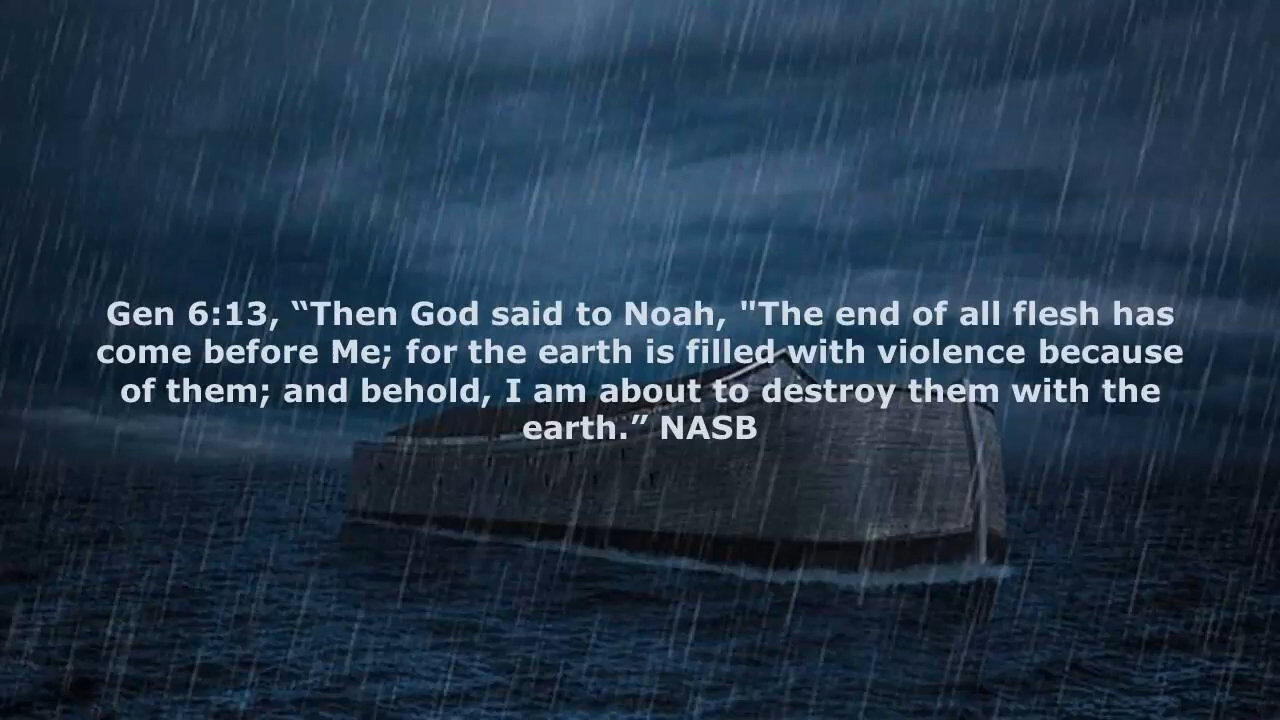 Gen 6:13, “Then God said to Noah, "The end of all flesh has
come before Me; for the earth is filled with violence because
of them; and behold, I am about to destroy them with the
earth.” NASB